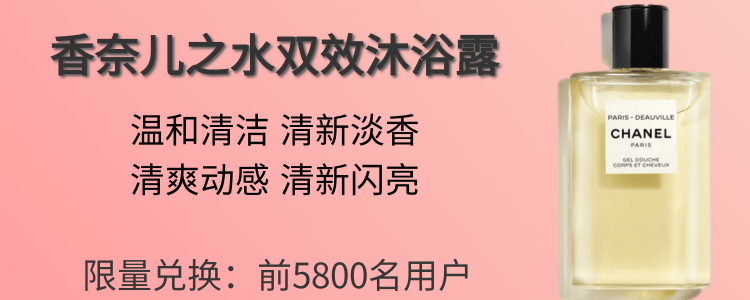 香奈儿之水双效沐浴露
温和清洁 清新淡香
清爽动感 清新闪亮
限量兑换：前5800名用户
PARIS - DEAUVILLE
CHANEL
PARIS
GEL DOUCHE
CORPS ET CHEVEUX